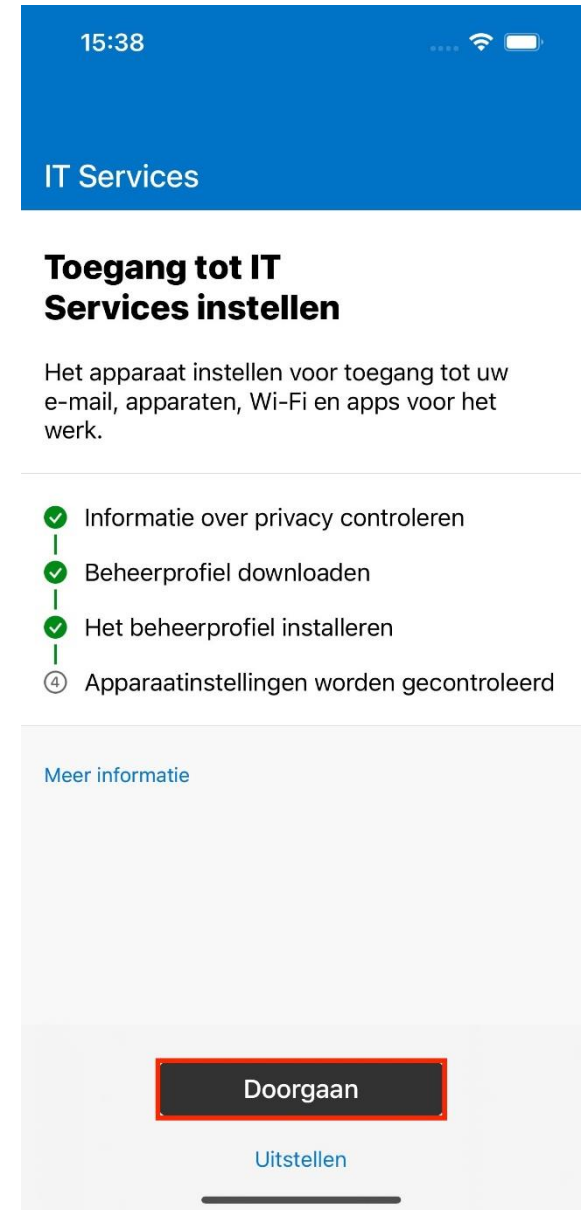 15:38
IT Services
Toegang tot IT
Services instellen
Het apparaat instellen voor toegang tot uw
e-mail, apparaten, Wi-Fi en apps voor het
werk.
Informatie over privacy controleren
Beheerprofiel downloaden
Het beheerprofiel installeren
4 Apparaatinstellingen worden gecontroleerd
Meer informatie
Doorgaan
Uitstellen